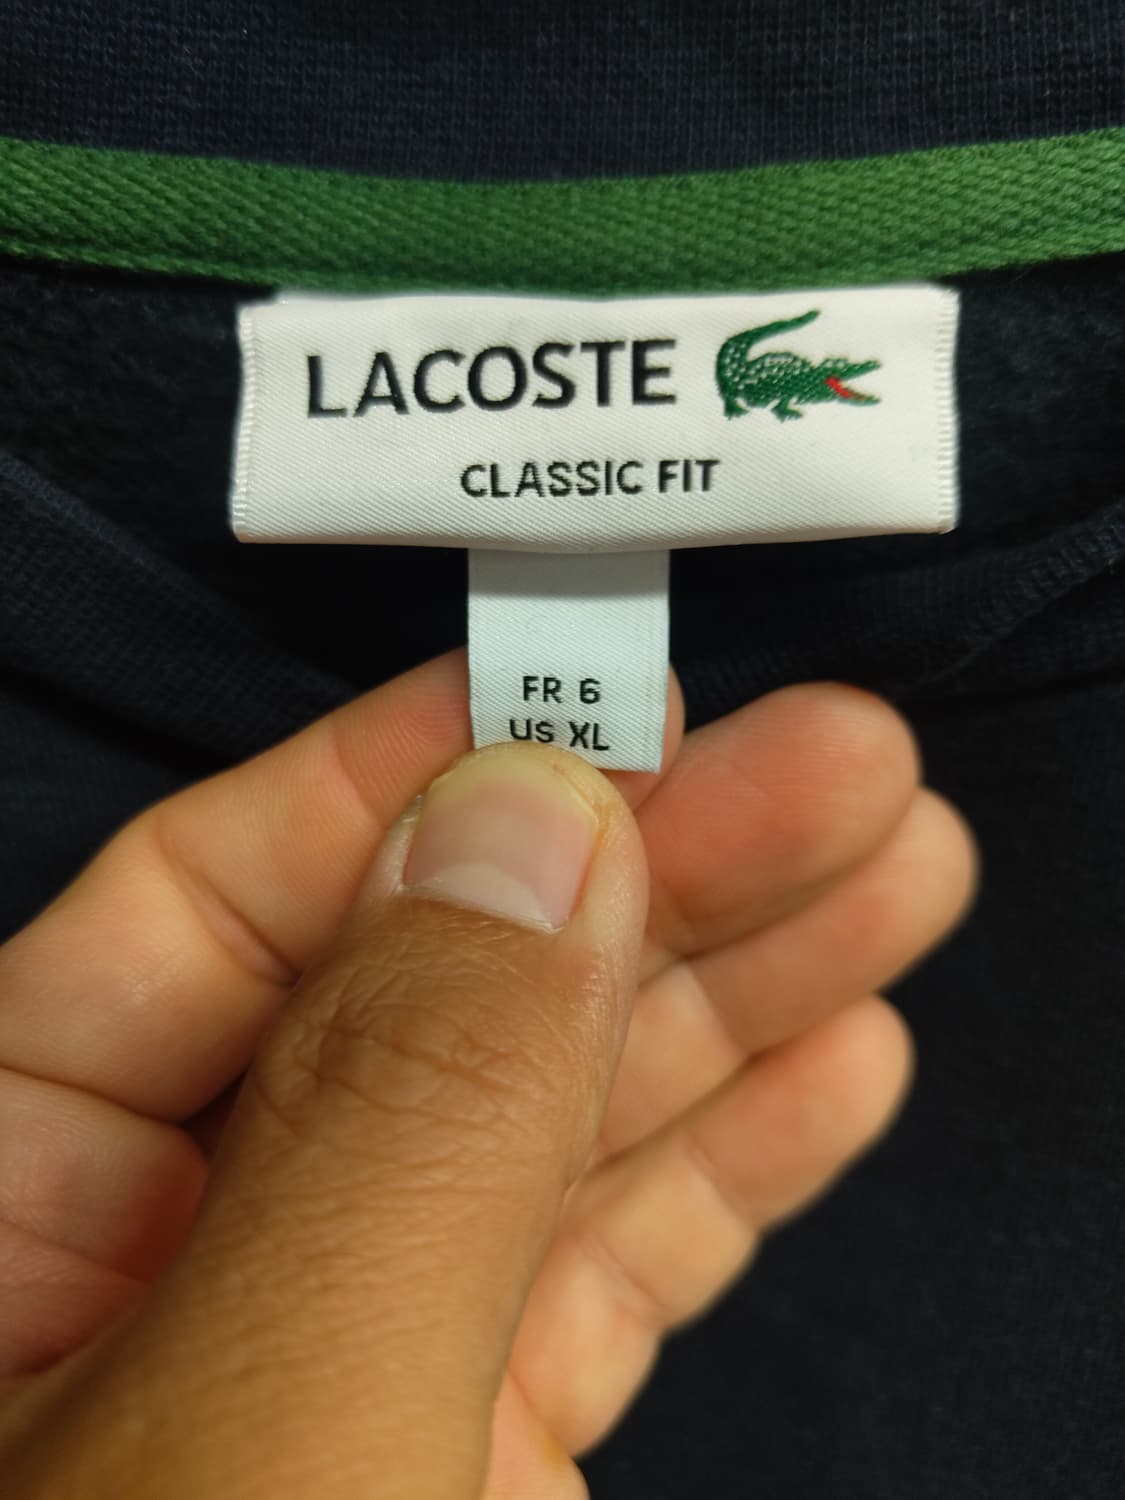 LACOSTE
CLASSIC FIT
FR 6
US XL